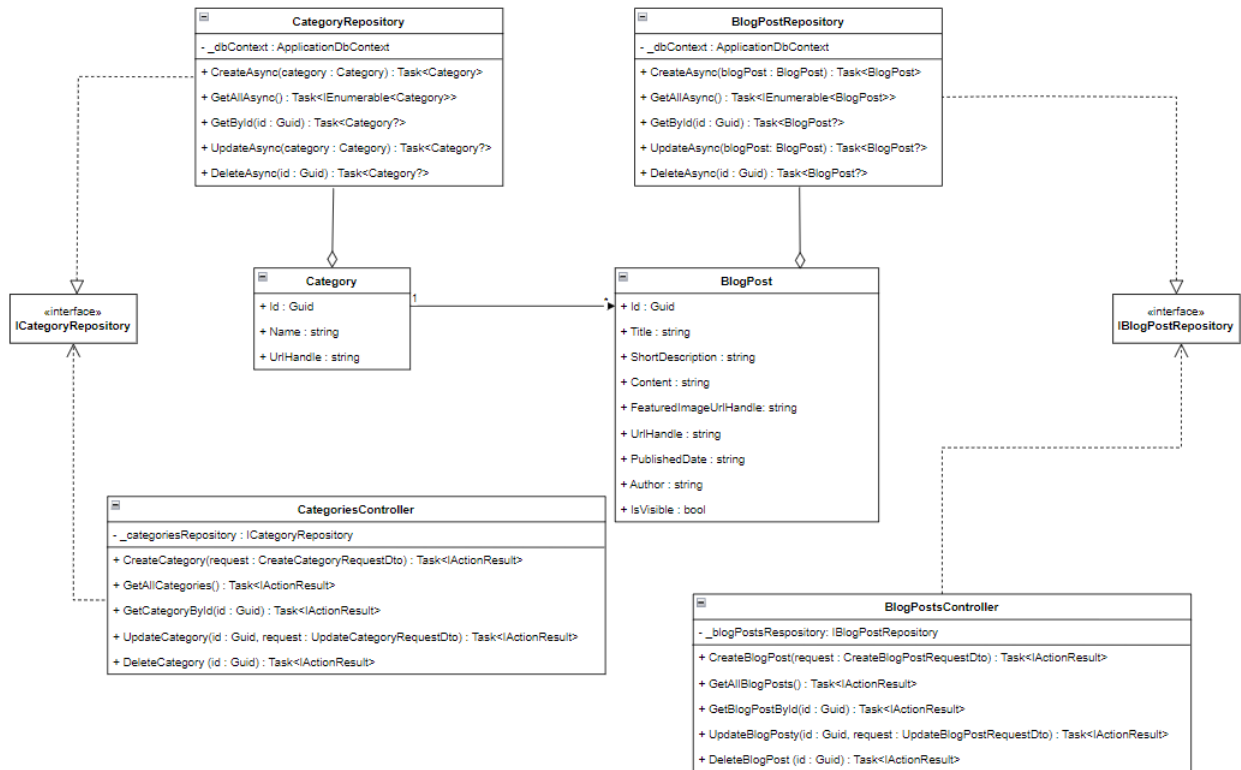 CategoryRepository
- _dbContext : ApplicationDbContext
+ CreateAsync(category : Category) : Task<Category>
+ GetAllAsync() : Task<IEnumerable<Category>>
+ GetById(id : Guid) : Task<Category?>
+ UpdateAsync(category : Category) : Task<Category?>
+ DeleteAsync(id : Guid) : Task<Category?>
BlogPostRepository
- _dbContext : ApplicationDbContext
+ CreateAsync(blogPost : BlogPost) : Task<BlogPost>
+ GetAllAsync() : Task<IEnumerable<BlogPost>>
+ GetById(id : Guid) : Task<BlogPost?>
+ UpdateAsync(blogPost: BlogPost) : Task<BlogPost?>
+ DeleteAsync(id : Guid) : Task<BlogPost?>
«interface»
ICategoryRepository
Category
+ Id : Guid
+ Name : string
+ UrlHandle : string
1
*
BlogPost
+ Id : Guid
+ Title : string
+ ShortDescription : string
+ Content : string
+ FeaturedImageUrlHandle: string
+ UrlHandle : string
+ PublishedDate : string
+ Author : string
+ IsVisible : bool
«interface»
IBlogPostRepository
CategoriesController
- _categoriesRepository : ICategoryRepository
+ CreateCategory(request : CreateCategoryRequestDto) : Task<IActionResult>
+ GetAllCategories() : Task<IActionResult>
+ GetCategoryById(id : Guid) : Task<IActionResult>
+ UpdateCategory(id : Guid, request : UpdateCategoryRequestDto) : Task<IActionResult>
+ DeleteCategory (id : Guid) : Task<IActionResult>
BlogPostsController
- _blogPostsRespository: IBlogPostRepository
+ CreateBlogPost(request : CreateBlogPostRequestDto) : Task<IActionResult>
+ GetAllBlogPosts() : Task<IActionResult>
+ GetBlogPostById(id : Guid) : Task<IActionResult>
+ UpdateBlogPosty(id : Guid, request : UpdateBlogPostRequestDto) : Task<IActionResult>
+ DeleteBlogPost (id : Guid) : Task<IActionResult>